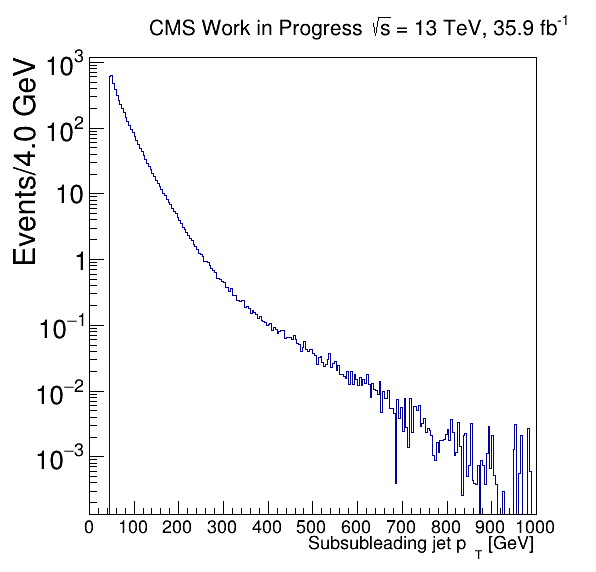 CMS Work in Progress √s = 13 TeV, 35.9 fb⁻¹
Events/4.0 GeV
10³
10²
10
1
10⁻¹
10⁻²
10⁻³
0 100 200 300 400 500 600 700 800 900 1000
Subsubleading jet p_T [GeV]